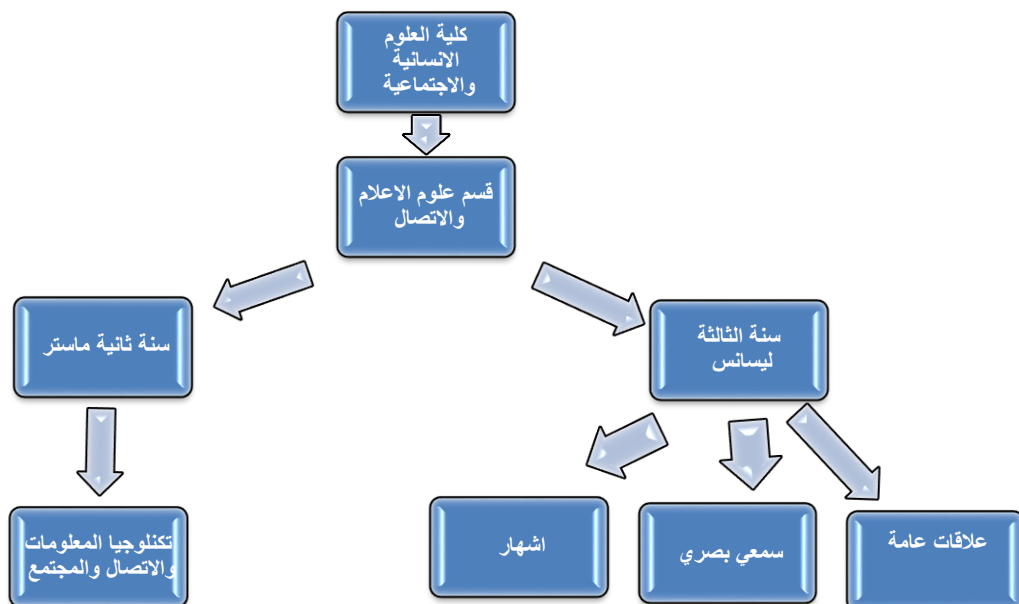 كلية العلوم
الانسانية
والاجتماعية
قسم علوم الاعلام
والاتصال
سنة الثالثة
ليسانس
سنة ثانية ماستر
علاقات عامة
سمعي بصري
اشهار
تكنلوجيا المعلومات
والاتصال والمجتمع